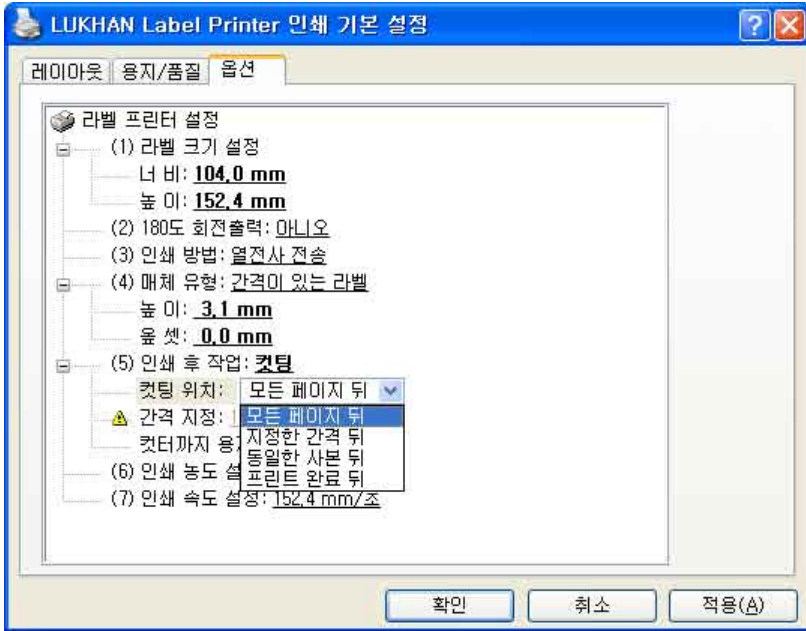 LUKHAN Label Printer 인쇄 기본 설정
레이아웃 용지/품질 옵션
라벨 프린터 설정
(1) 라벨 크기 설정
너 비: 104,0 mm
높 이: 152,4 mm
(2) 180도 회전출력: 아니오
(3) 인쇄 방법: 열전사 전송
(4) 매체 유형: 간격이 있는 라벨
높 이: 3,1 mm
옵 셋: 0,0 mm
(5) 인쇄 후 작업: 컷팅
컷팅 위치: 모든 페이지 뒤
간격 지정: 모든 페이지 뒤
지정한 간격 뒤
컷터까지 동일한 사본 뒤
(6) 인쇄 농도 프린트 완료 뒤
(7) 인쇄 속도 설정: 152,4 mm/초
확인 취소 적용(A)